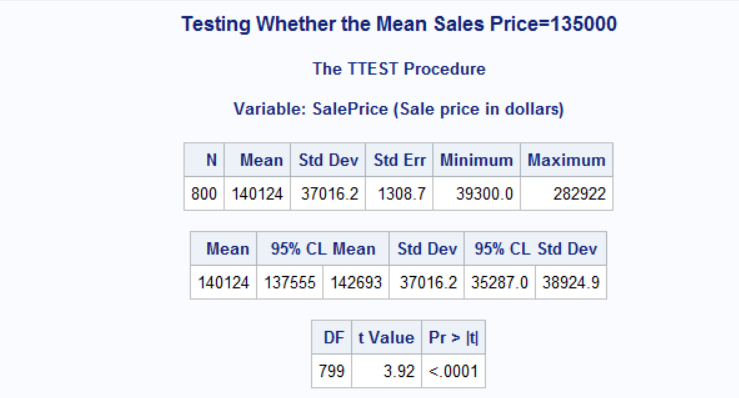 Testing Whether the Mean Sales Price=135000
The TTEST Procedure
Variable: SalePrice (Sale price in dollars)
N Mean Std Dev Std Err Minimum Maximum
800 140124 37016.2 1308.7 39300.0 282922
Mean 95% CL Mean Std Dev 95% CL Std Dev
140124 137555 142693 37016.2 35287.0 38924.9
DF t Value Pr > |t|
799 3.92 <.0001